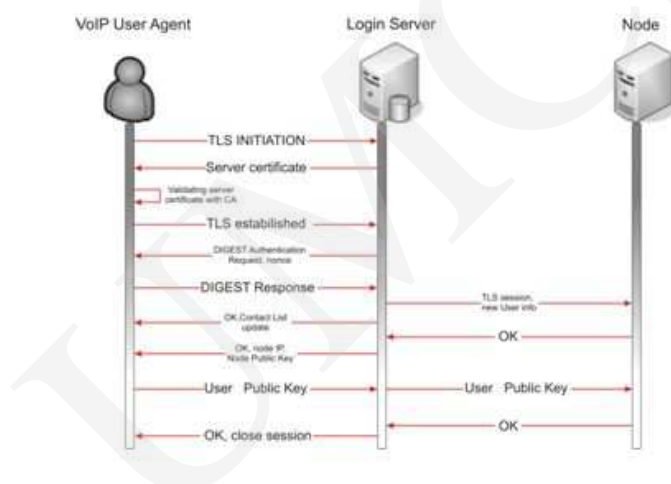 VoIP User Agent
Login Server
Node
TLS INITIATION
Server certificate
Validating server
certificate with CA
TLS estabilished
DIGEST Authentication
Request, nonce
DIGEST Response
TLS session,
new User info
OK,Contact List
update
OK
OK, node IP,
Node Public Key
User Public Key
User Public Key
OK
OK, close session
UMC